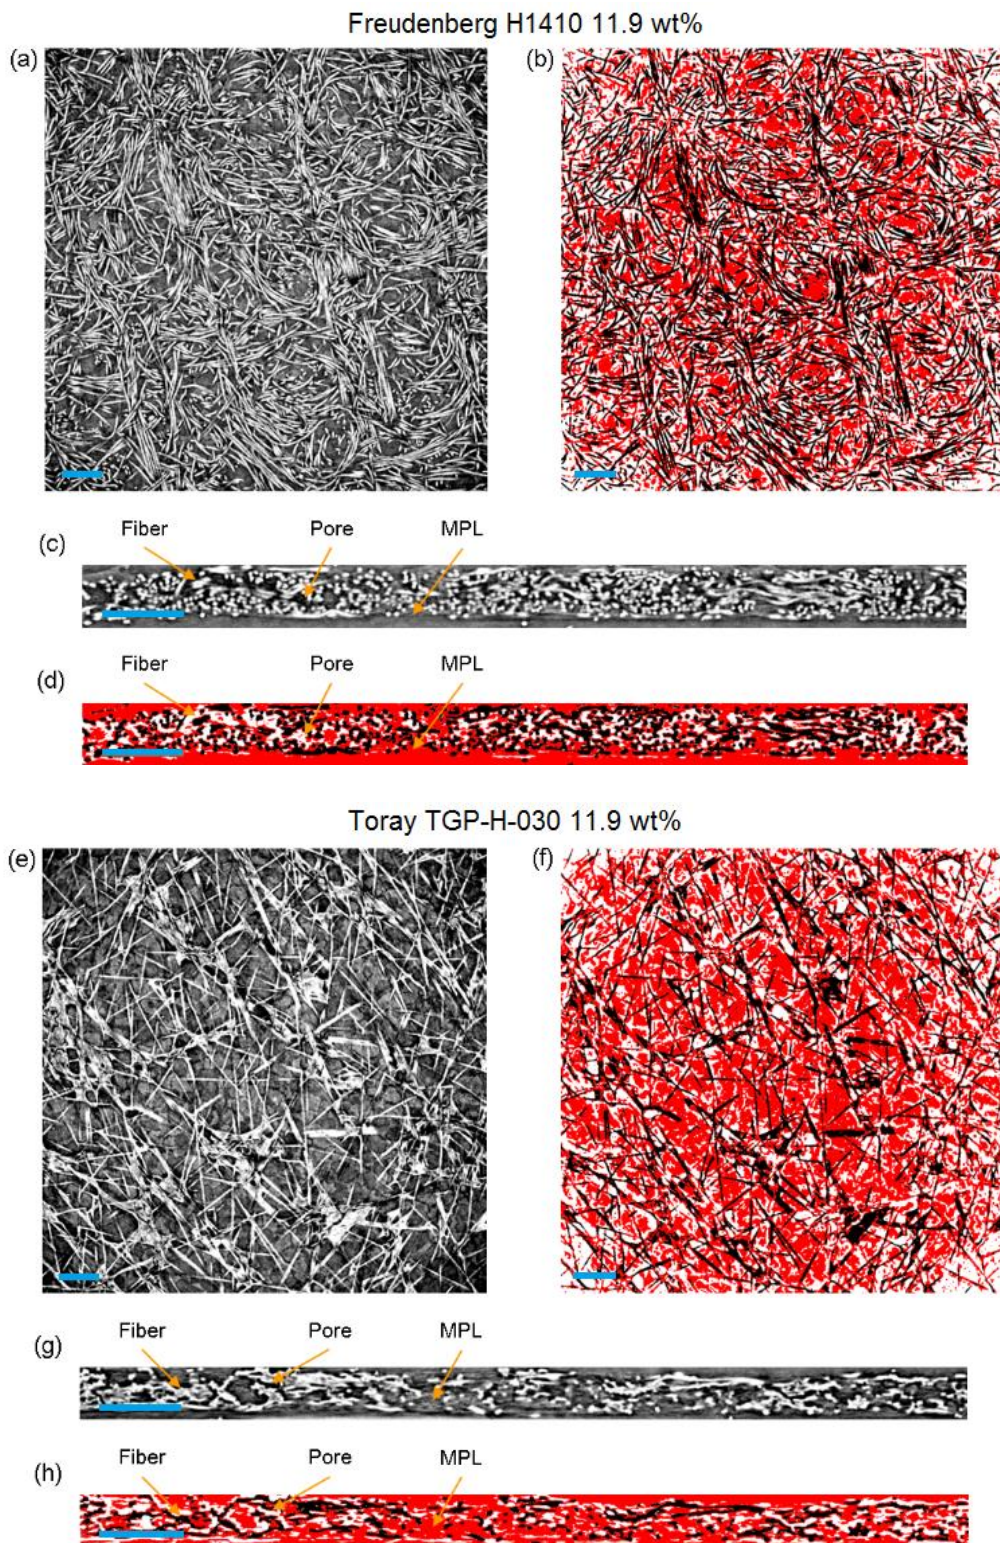 Freudenberg H1410 11.9 wt%
(a)
(b)
(c)
Fiber Pore MPL
(d)
Fiber Pore MPL
Toray TGP-H-030 11.9 wt%
(e)
(f)
(g)
Fiber Pore MPL
(h)
Fiber Pore MPL